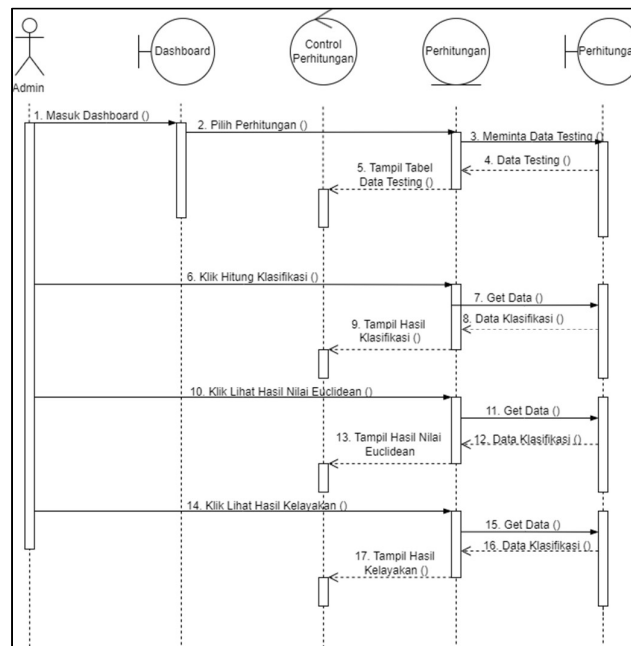 Dashboard
Control
Perhitungan
Perhitungan
Perhitunga
Admin
1. Masuk Dashboard ()
2. Pilih Perhitungan ()
3. Meminta Data Testing ()
4. Data Testing ()
5. Tampil Tabel
Data Testing ()
6. Klik Hitung Klasifikasi ()
7. Get Data ()
8. Data Klasifikasi ()
9. Tampil Hasil
Klasifikasi ()
10. Klik Lihat Hasil Nilai Euclidean ()
11. Get Data ()
12. Data Klasifikasi ()
13. Tampil Hasil Nilai
Euclidean
14. Klik Lihat Hasil Kelayakan ()
15. Get Data ()
16. Data Klasifikasi ()
17. Tampil Hasil
Kelayakan ()